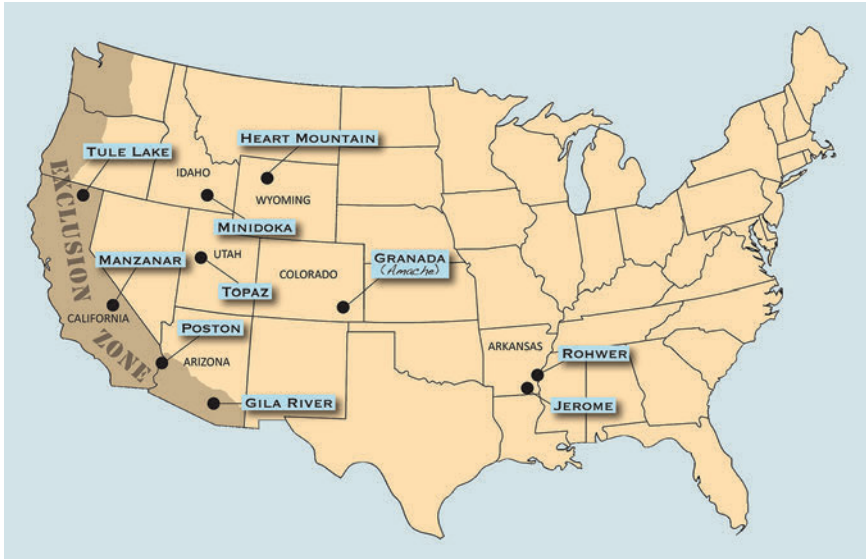 HEART MOUNTAIN
TULE LAKE
EXCLUSION
ZONE
IDAHO
WYOMING
MINIDOKA
UTAH
MANZANAR
COLORADO
GRANADA
(Amache)
TOPAZ
CALIFORNIA
POSTON
ARIZONA
ARKANSAS
ROHWER
GILA RIVER
JEROME